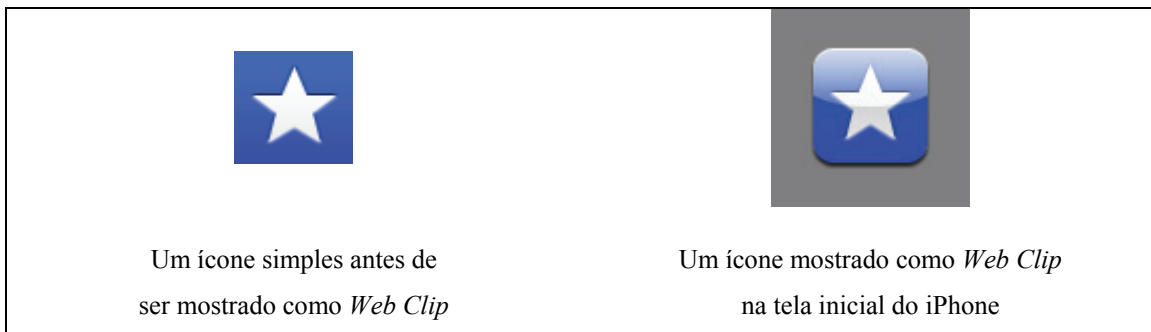 Um ícone simples antes de
ser mostrado como Web Clip
Um ícone mostrado como Web Clip
na tela inicial do iPhone